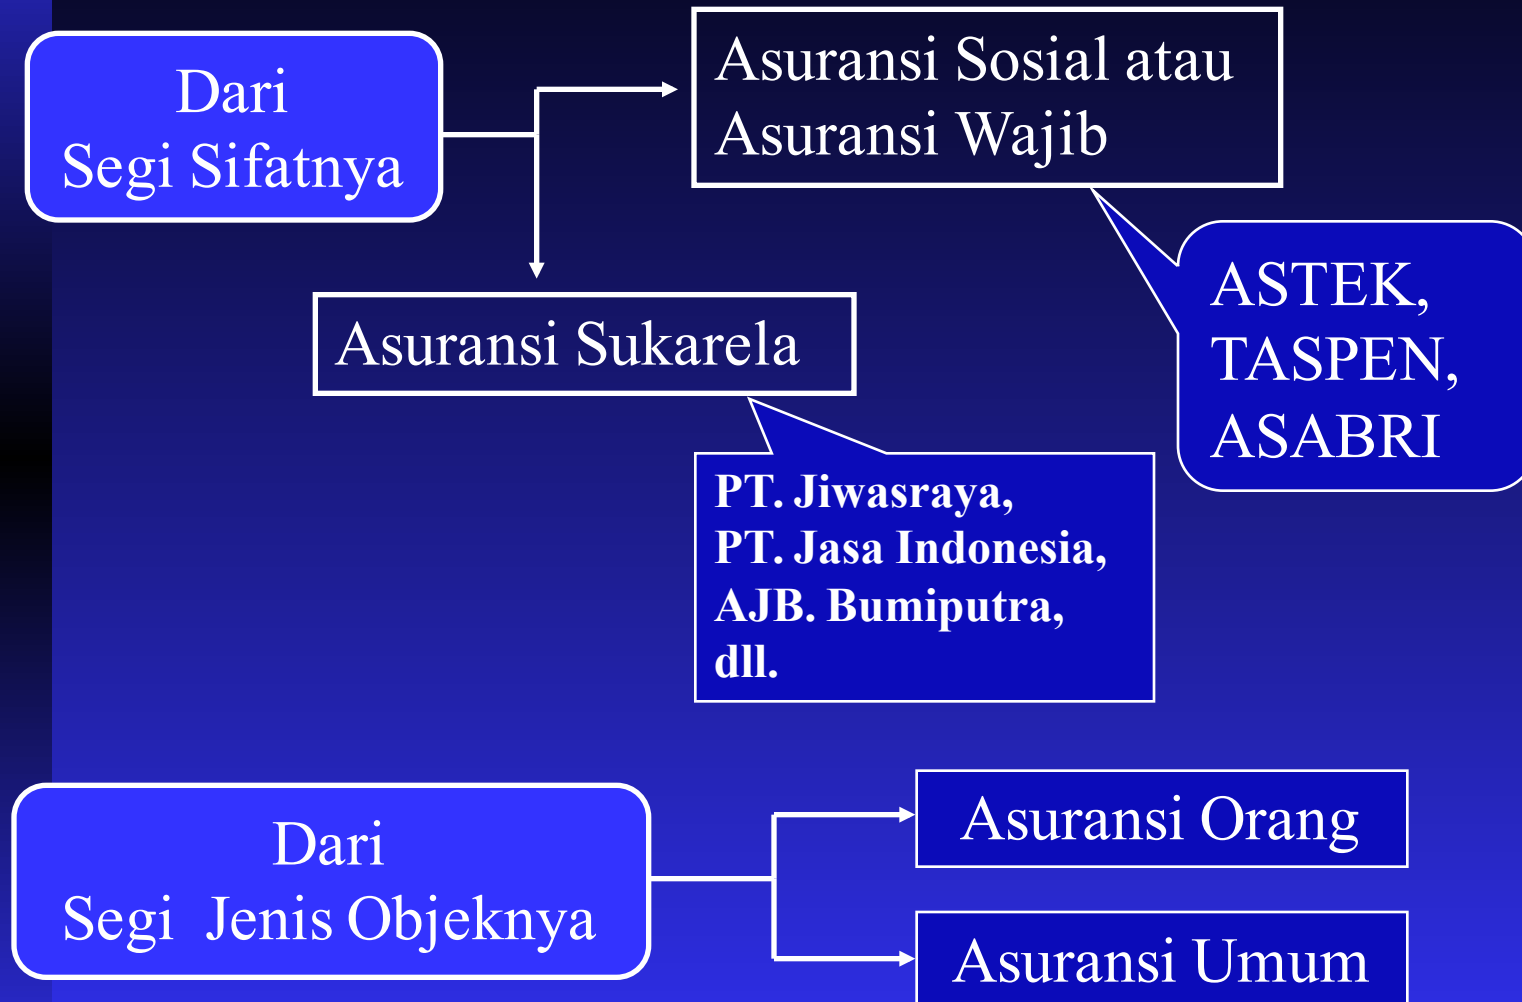 Dari
Segi Sifatnya
Asuransi Sosial atau
Asuransi Wajib
ASTEK,
TASPEN,
ASABRI
Asuransi Sukarela
PT. Jiwasraya,
PT. Jasa Indonesia,
AJB. Bumiputra,
dll.
Dari
Segi Jenis Objeknya
Asuransi Orang
Asuransi Umum